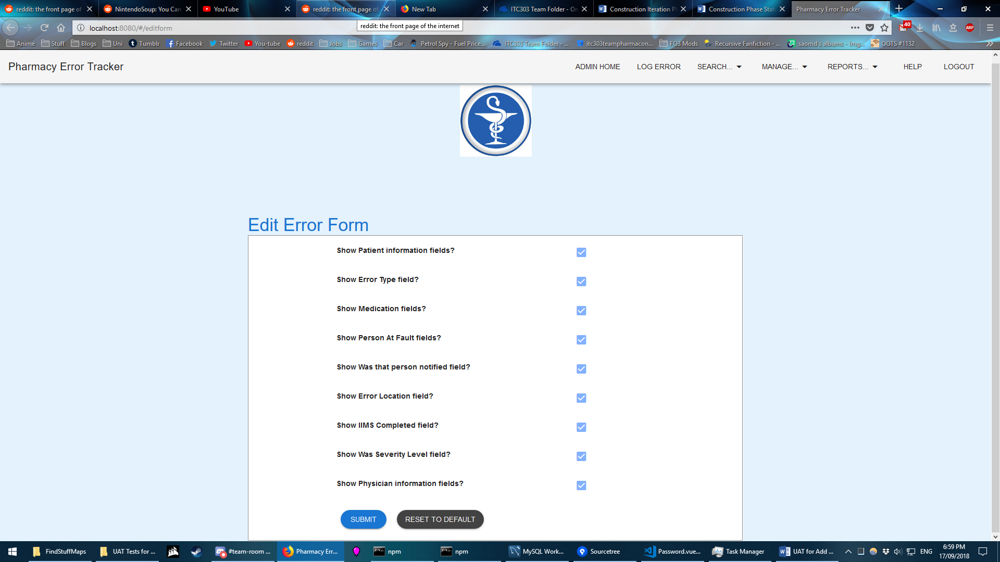 reddit: the front page of
NintendoSoup: You Can
YouTube
reddit: the front page of
New Tab
ITC303 Team Folder - On
Construction Iteration P
Construction Phase Stat
Pharmacy Error Tracker
localhost:8080/#/editform
reddit: the front page of the internet
40
ABP
Anime
Stuff
Blogs
Uni
Tumblr
Facebook
Twitter
You-tube
reddit
Jobs
Games
Car
Petrol Spy - Fuel Price...
ITC303 Team Folder - ...
itc303teampharmacon...
FO3 Mods
Recursive Fanfiction - ...
saomd's albums - Img...
OOTS #1132
Pharmacy Error Tracker
ADMIN HOME
LOG ERROR
SEARCH...
MANAGE...
REPORTS...
HELP
LOGOUT
Edit Error Form
Show Patient information fields?
Show Error Type field?
Show Medication fields?
Show Person At Fault fields?
Show Was that person notified field?
Show Error Location field?
Show IIMS Completed field?
Show Was Severity Level field?
Show Physician information fields?
SUBMIT
RESET TO DEFAULT
FindStuffMaps
UAT Tests for ...
#team-room ...
Pharmacy Err...
npm
npm
MySQL Work...
Sourcetree
Password.vue...
Task Manager
UAT for Add ...
ENG
6:59 PM
17/09/2018